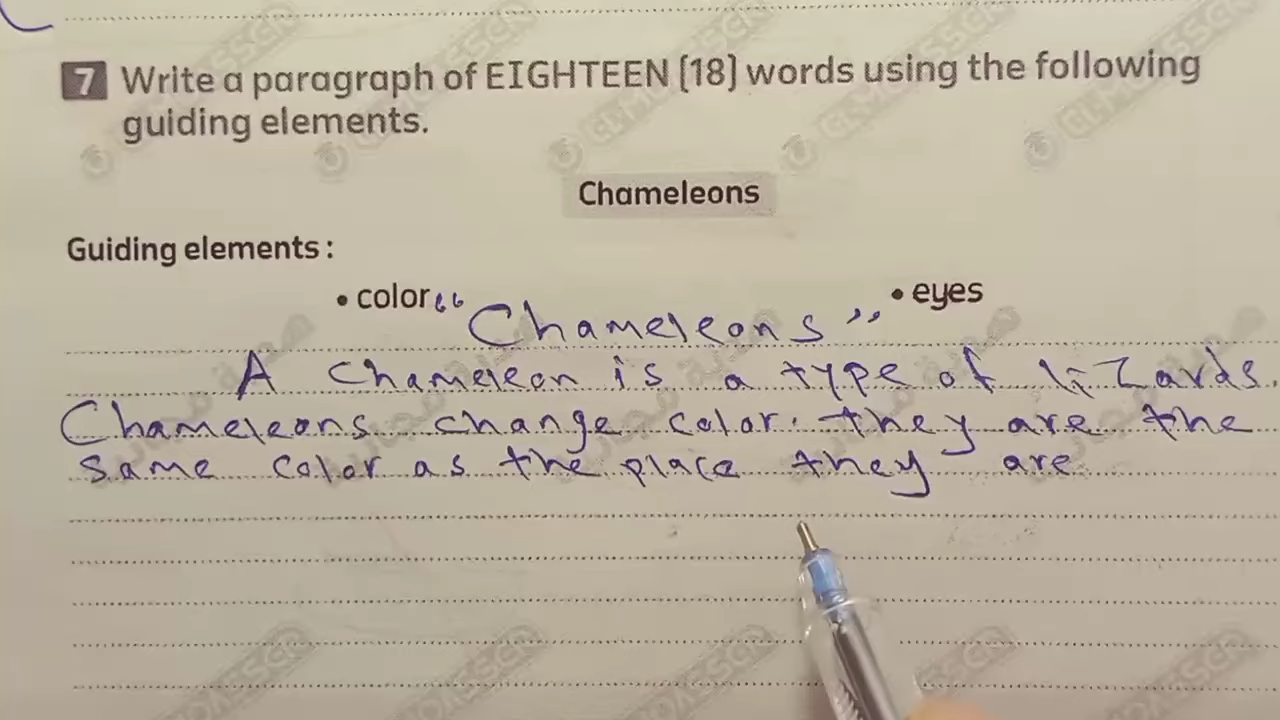 7 Write a paragraph of EIGHTEEN (18) words using the following
guiding elements.
Chameleons
Guiding elements :
• color • eyes
“ Chameleons ”
A chameleon is a type of lizards.
Chameleons change color. they are the
same color as the place they are